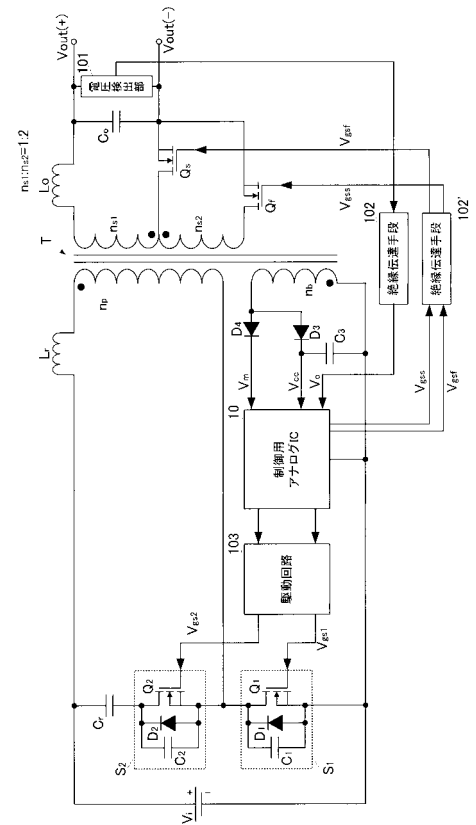 ns1:ns2=1:2
T
Lr
Lo
Vout(+)
Vout(-)
101
電圧検出部
Co
np
ns1
ns2
Qs
Qf
Vgsf
Vgss
nb
D4
D3
C3
Vm
Vcc
Vo
10
制御用
アナログIC
102
絶縁伝達手段
102'
絶縁伝達手段
Vgss
Vgsf
103
駆動回路
Vgs2
Vgs1
Cr
Q2
D2
C2
S2
Q1
D1
C1
S1
Vi
+
-